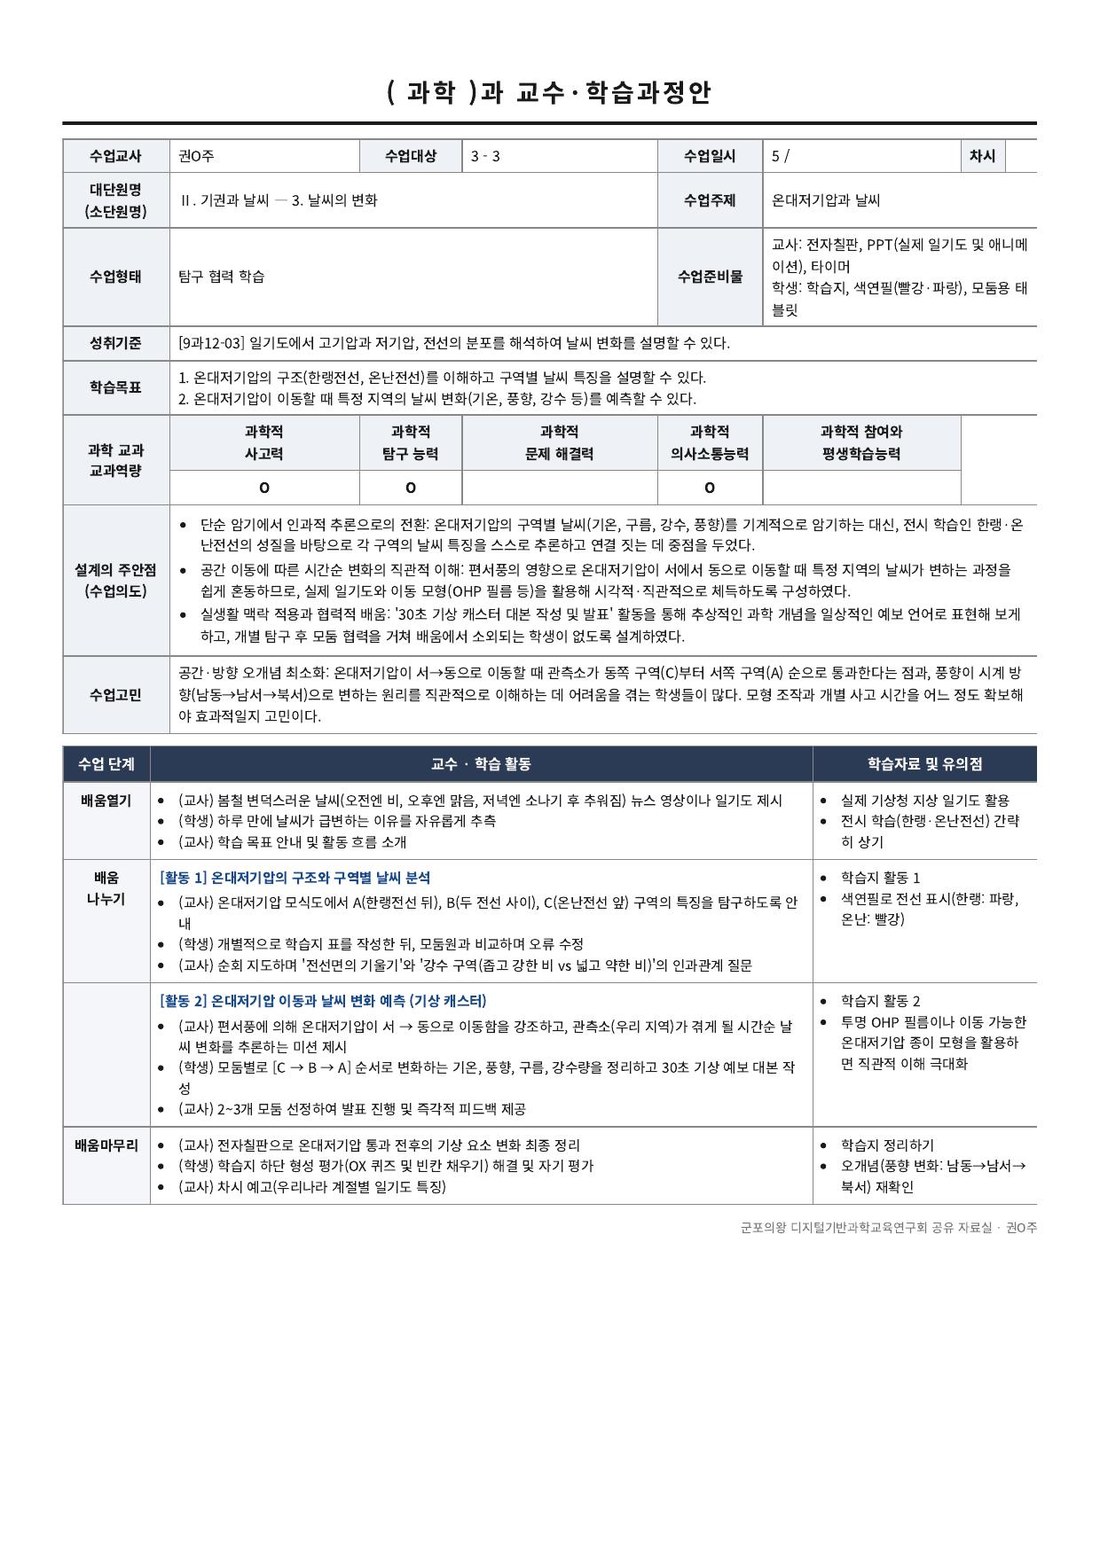 ( 과학 )과 교수·학습과정안
수업교사 권O주 수업대상 3 - 3 수업일시 5 / 차시
대단원명
(소단원명)
Ⅱ. 기권과 날씨 — 3. 날씨의 변화
수업주제
온대저기압과 날씨
수업형태
탐구 협력 학습
수업준비물
교사: 전자칠판, PPT(실제 일기도 및 애니메
이션), 타이머
학생: 학습지, 색연필(빨강·파랑), 모둠용 태
블릿
성취기준
[9과12-03] 일기도에서 고기압과 저기압, 전선의 분포를 해석하여 날씨 변화를 설명할 수 있다.
학습목표
1. 온대저기압의 구조(한랭전선, 온난전선)를 이해하고 구역별 날씨 특징을 설명할 수 있다.
2. 온대저기압이 이동할 때 특정 지역의 날씨 변화(기온, 풍향, 강수 등)를 예측할 수 있다.
과학 교과
교과역량
과학적
사고력
과학적
탐구 능력
과학적
문제 해결력
과학적
의사소통능력
과학적 참여와
평생학습능력
O O O
설계의 주안점
(수업의도)
• 단순 암기에서 인과적 추론으로의 전환: 온대저기압의 구역별 날씨(기온, 구름, 강수, 풍향)를 기계적으로 암기하는 대신, 전시 학습인 한랭·온
난전선의 성질을 바탕으로 각 구역의 날씨 특징을 스스로 추론하고 연결 짓는 데 중점을 두었다.
• 공간 이동에 따른 시간순 변화의 직관적 이해: 편서풍의 영향으로 온대저기압이 서에서 동으로 이동할 때 특정 지역의 날씨가 변하는 과정을
쉽게 혼동하므로, 실제 일기도와 이동 모형(OHP 필름 등)을 활용해 시각적·직관적으로 체득하도록 구성하였다.
• 실생활 맥락 적용과 협력적 배움: '30초 기상 캐스터 대본 작성 및 발표' 활동을 통해 추상적인 과학 개념을 일상적인 예보 언어로 표현해 보게
하고, 개별 탐구 후 모둠 협력을 거쳐 배움에서 소외되는 학생이 없도록 설계하였다.
수업고민
공간·방향 오개념 최소화: 온대저기압이 서→동으로 이동할 때 관측소가 동쪽 구역(C)부터 서쪽 구역(A) 순으로 통과한다는 점과, 풍향이 시계 방
향(남동→남서→북서)으로 변하는 원리를 직관적으로 이해하는 데 어려움을 겪는 학생들이 많다. 모형 조작과 개별 사고 시간을 어느 정도 확보해
야 효과적일지 고민이다.
수업 단계 교수 · 학습 활동 학습자료 및 유의점
배움열기
• (교사) 봄철 변덕스러운 날씨(오전엔 비, 오후엔 맑음, 저녁엔 소나기 후 추워짐) 뉴스 영상이나 일기도 제시
• (학생) 하루 만에 날씨가 급변하는 이유를 자유롭게 추측
• (교사) 학습 목표 안내 및 활동 흐름 소개
• 실제 기상청 지상 일기도 활용
• 전시 학습(한랭·온난전선) 간략
히 상기
배움
나누기
[활동 1] 온대저기압의 구조와 구역별 날씨 분석
• (교사) 온대저기압 모식도에서 A(한랭전선 뒤), B(두 전선 사이), C(온난전선 앞) 구역의 특징을 탐구하도록 안
내
• (학생) 개별적으로 학습지 표를 작성한 뒤, 모둠원과 비교하며 오류 수정
• (교사) 순회 지도하며 '전선면의 기울기'와 '강수 구역(좁고 강한 비 vs 넓고 약한 비)'의 인과관계 질문
• 학습지 활동 1
• 색연필로 전선 표시(한랭: 파랑,
온난: 빨강)
[활동 2] 온대저기압 이동과 날씨 변화 예측 (기상 캐스터)
• (교사) 편서풍에 의해 온대저기압이 서 → 동으로 이동함을 강조하고, 관측소(우리 지역)가 겪게 될 시간순 날
씨 변화를 추론하는 미션 제시
• (학생) 모둠별로 [C → B → A] 순서로 변화하는 기온, 풍향, 구름, 강수량을 정리하고 30초 기상 예보 대본 작
성
• (교사) 2~3개 모둠 선정하여 발표 진행 및 즉각적 피드백 제공
• 학습지 활동 2
• 투명 OHP 필름이나 이동 가능한
온대저기압 종이 모형을 활용하
면 직관적 이해 극대화
배움마무리
• (교사) 전자칠판으로 온대저기압 통과 전후의 기상 요소 변화 최종 정리
• (학생) 학습지 하단 형성 평가(OX 퀴즈 및 빈칸 채우기) 해결 및 자기 평가
• (교사) 차시 예고(우리나라 계절별 일기도 특징)
• 학습지 정리하기
• 오개념(풍향 변화: 남동→남서→
북서) 재확인
군포의왕 디지털기반과학교육연구회 공유 자료실 · 권O주